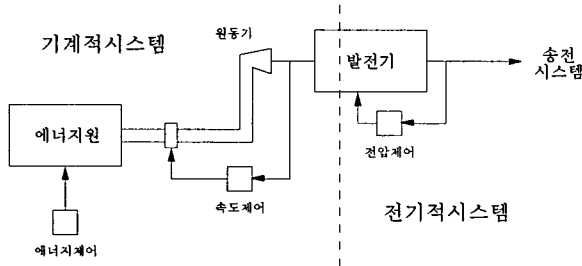 기계적시스템
원동기
발전기
송전
시스템
에너지원
전압제어
속도제어
전기적시스템
에너지제어